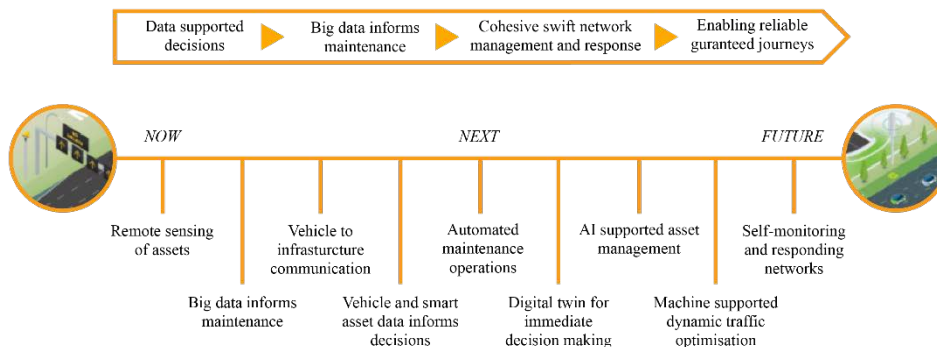 Data supported
decisions
Big data informs
maintenance
Cohesive swift network
management and response
Enabling reliable
guranteed journeys
NOW
NEXT
FUTURE
Remote sensing
of assets
Big data informs
maintenance
Vehicle to
infrasturcture
communication
Vehicle and smart
asset data informs
decisions
Automated
maintenance
operations
Digital twin for
immediate
decision making
AI supported asset
management
Machine supported
dynamic traffic
optimisation
Self-monitoring
and responding
networks